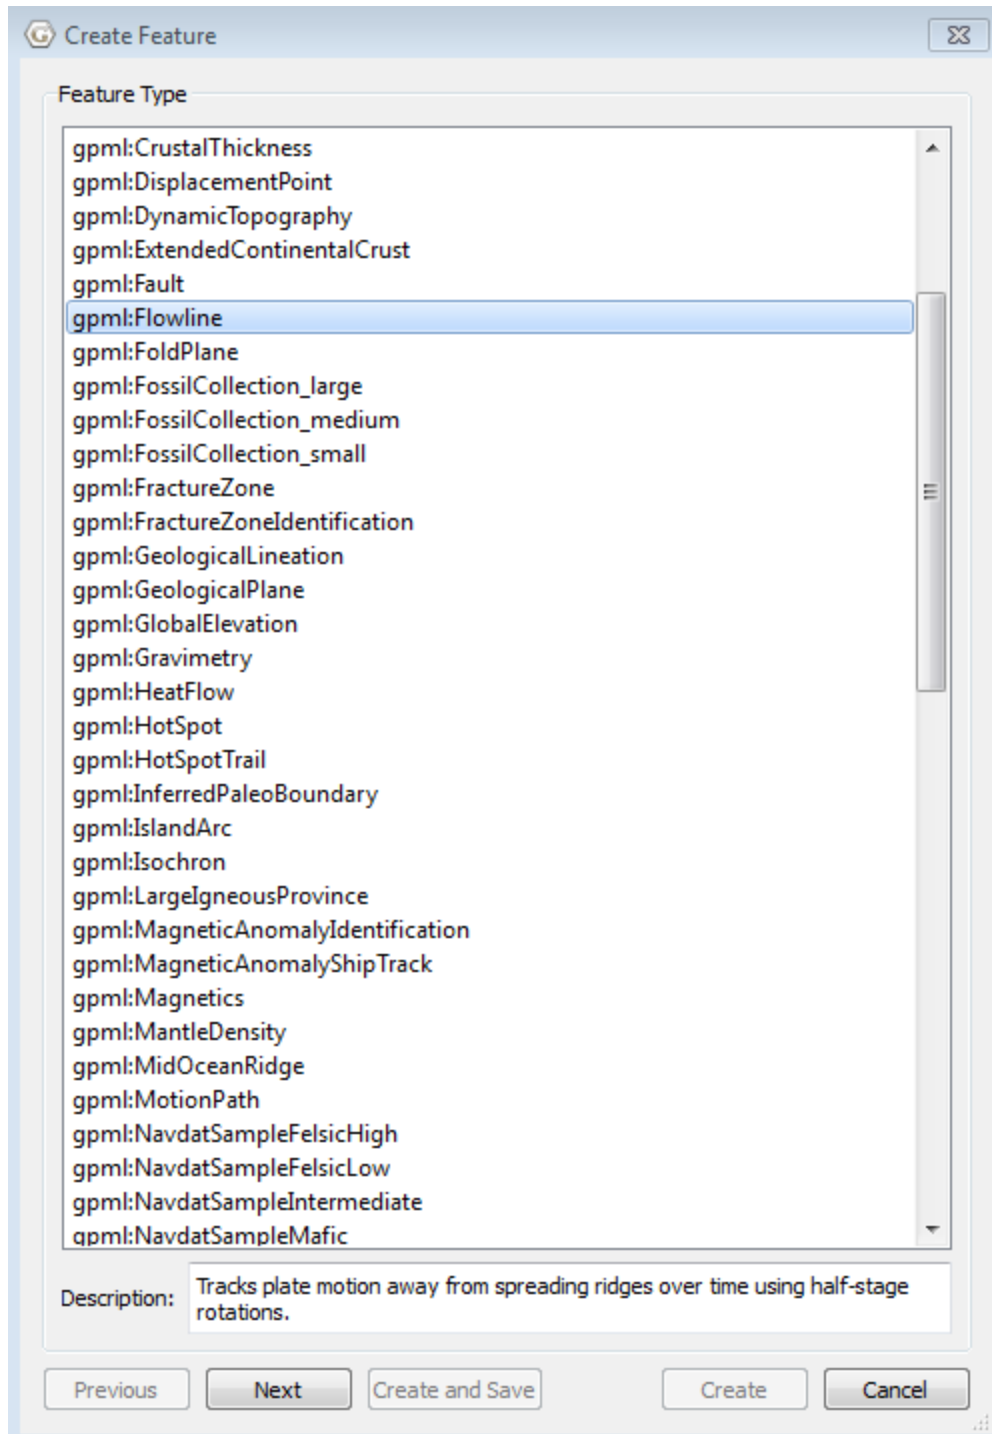 Create Feature
Feature Type
gpml:CrustalThickness
gpml:DisplacementPoint
gpml:DynamicTopography
gpml:ExtendedContinentalCrust
gpml:Fault
gpml:Flowline
gpml:FoldPlane
gpml:FossilCollection_large
gpml:FossilCollection_medium
gpml:FossilCollection_small
gpml:FractureZone
gpml:FractureZoneIdentification
gpml:GeologicalLineation
gpml:GeologicalPlane
gpml:GlobalElevation
gpml:Gravimetry
gpml:HeatFlow
gpml:HotSpot
gpml:HotSpotTrail
gpml:InferredPaleoBoundary
gpml:IslandArc
gpml:Isochron
gpml:LargeIgneousProvince
gpml:MagneticAnomalyIdentification
gpml:MagneticAnomalyShipTrack
gpml:Magnetics
gpml:MantleDensity
gpml:MidOceanRidge
gpml:MotionPath
gpml:NavdatSampleFelsicHigh
gpml:NavdatSampleFelsicLow
gpml:NavdatSampleIntermediate
gpml:NavdatSampleMafic
Description: Tracks plate motion away from spreading ridges over time using half-stage
rotations.
Previous Next Create and Save Create Cancel